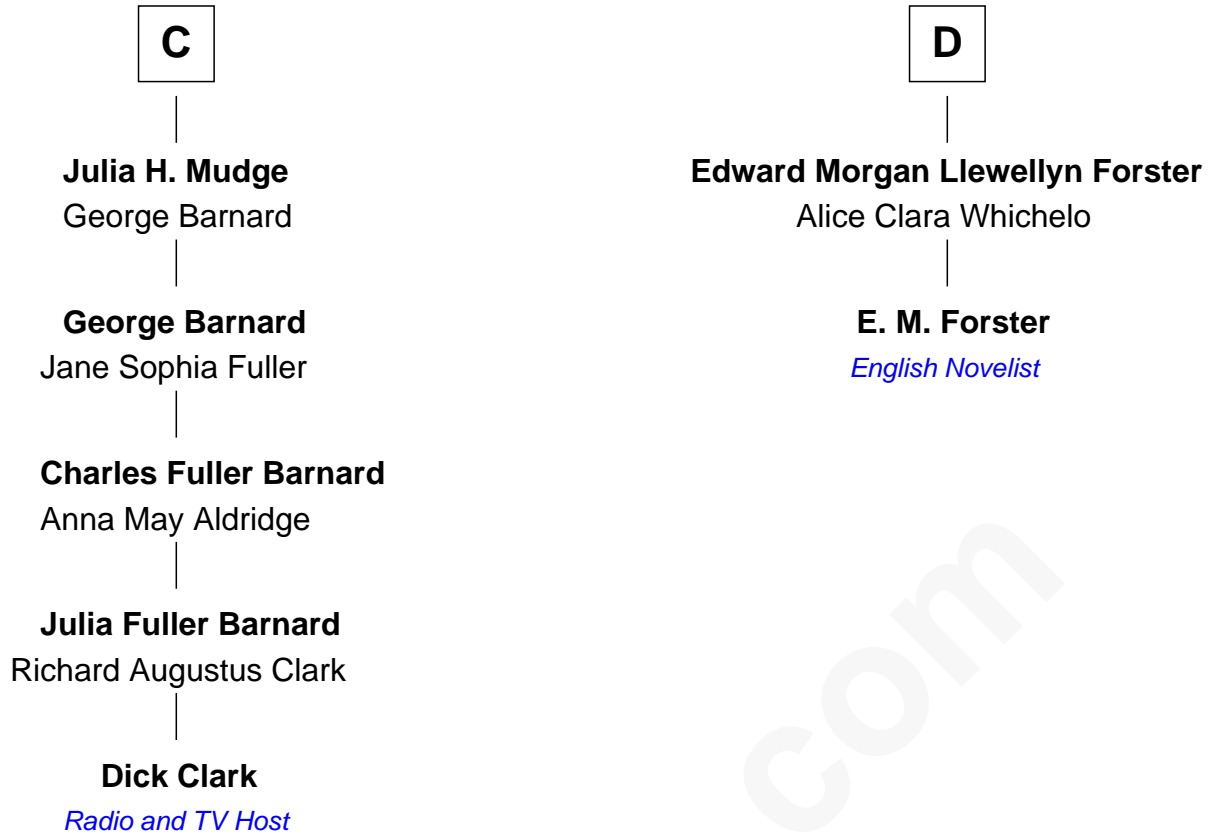 C
Julia H. Mudge
George Barnard
George Barnard
Jane Sophia Fuller
Charles Fuller Barnard
Anna May Aldridge
Julia Fuller Barnard
Richard Augustus Clark
Dick Clark
Radio and TV Host
D
Edward Morgan Llewellyn Forster
Alice Clara Whichelo
E. M. Forster
English Novelist
com